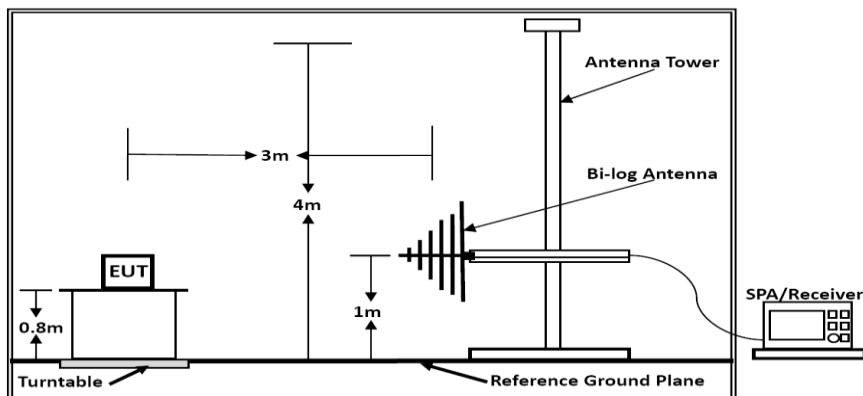 Antenna Tower
3m
Bi-log Antenna
4m
EUT
1m
0.8m
SPA/Receiver
Turntable
Reference Ground Plane